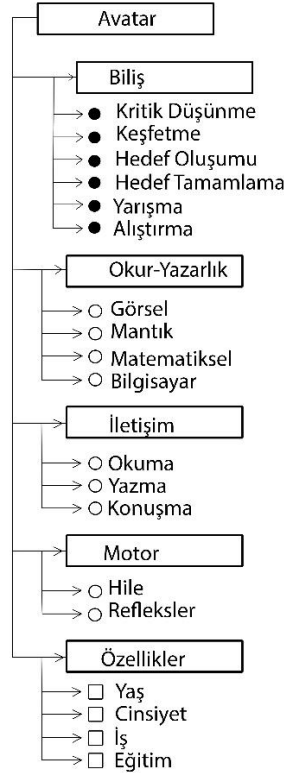 Avatar
Biliş
Kritik Düşünme
Keşfetme
Hedef Oluşumu
Hedef Tamamlama
Yarışma
Alıştırma
Okur-Yazarlık
Görsel
Mantık
Matematiksel
Bilgisayar
İletişim
Okuma
Yazma
Konuşma
Motor
Hile
Refleksler
Özellikler
Yaş
Cinsiyet
İş
Eğitim